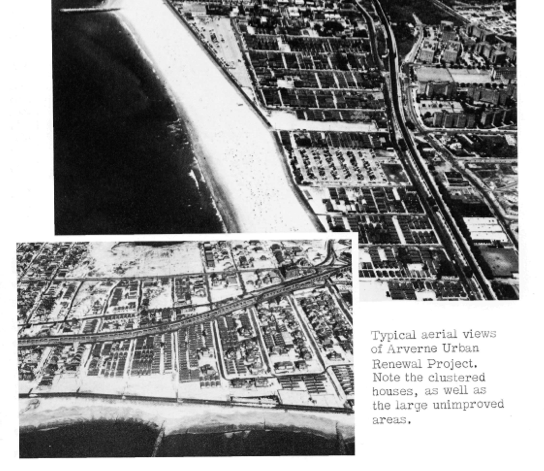 Typical aerial views
of Arverne Urban
Renewal Project.
Note the clustered
houses, as well as
the large unimproved
areas.